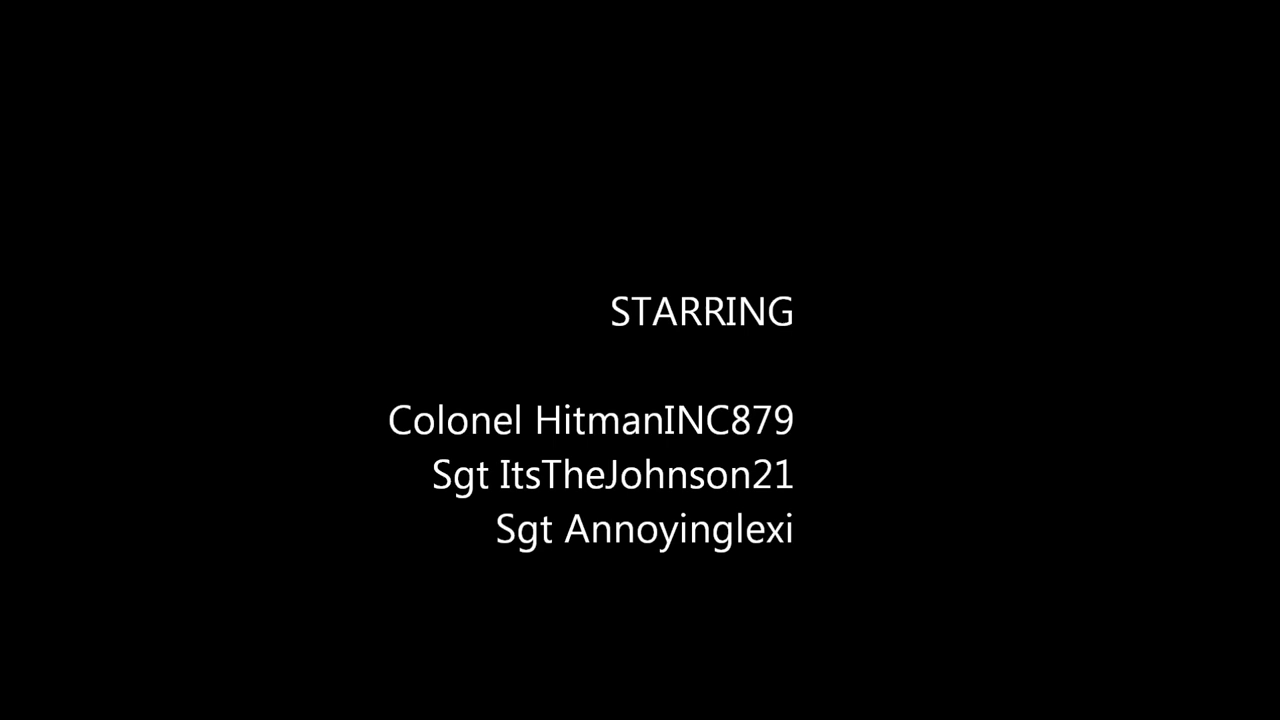 STARRING
Colonel HitmanINC879
Sgt ItsTheJohnson21
Sgt Annoyinglexi